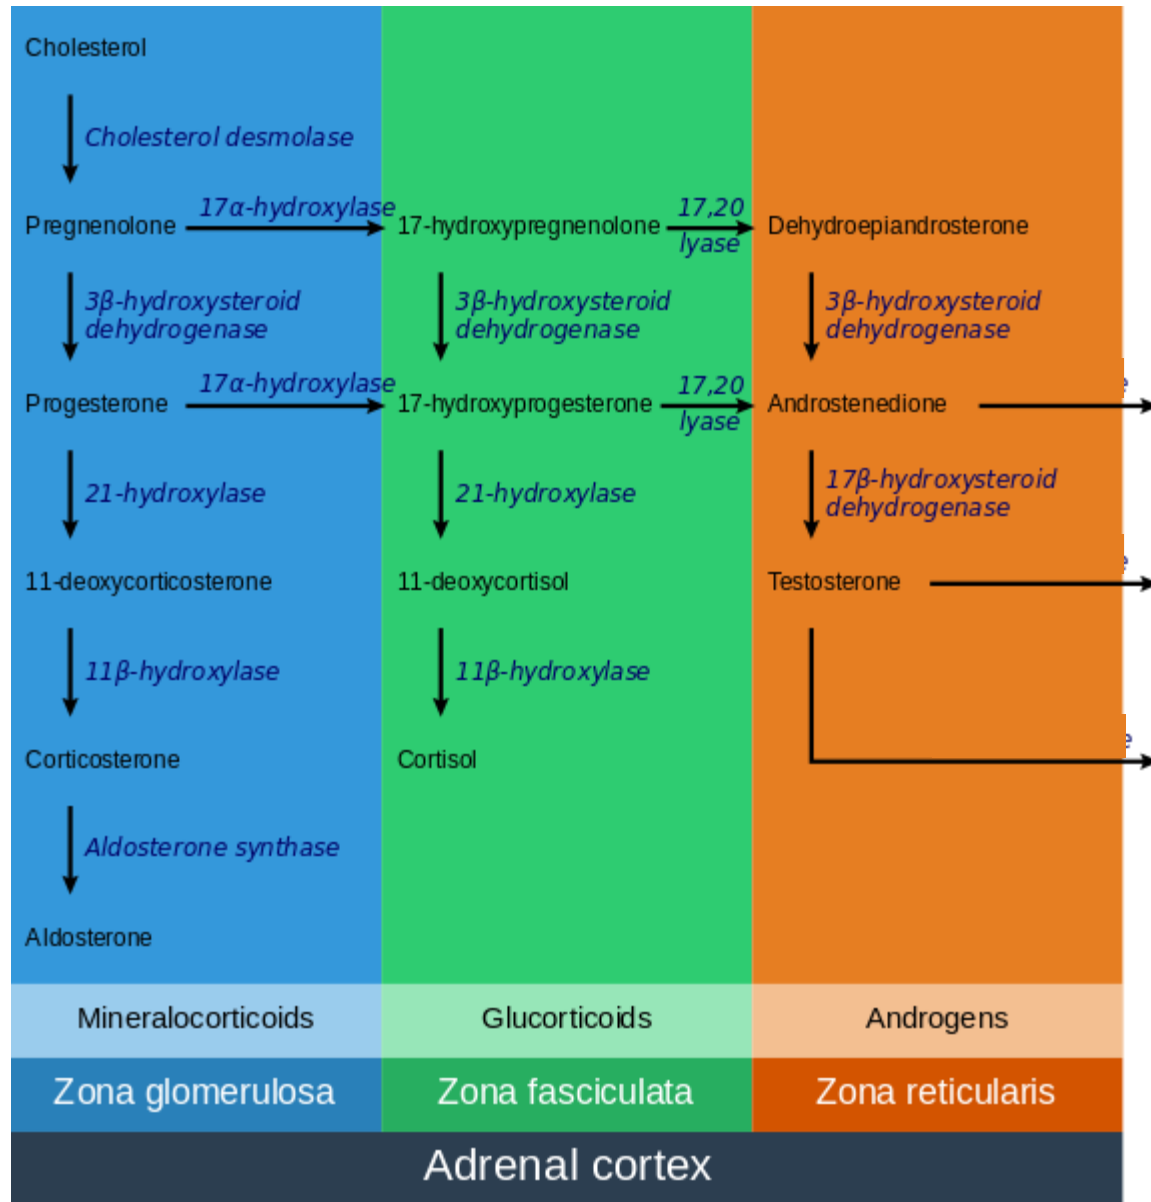 Cholesterol
Cholesterol desmolase
17α-hydroxylase
17,20
Pregnenolone
17-hydroxypregnenolone
Dehydroepiandrosterone
lyase
3β-hydroxysteroid
dehydrogenase
3β-hydroxysteroid
dehydrogenase
3β-hydroxysteroid
dehydrogenase
17α-hydroxylase
17,20
Progesterone
17-hydroxyprogesterone
Androstenedione
lyase
21-hydroxylase
21-hydroxylase
17β-hydroxysteroid
dehydrogenase
11-deoxycorticosterone
11-deoxycortisol
Testosterone
11β-hydroxylase
11β-hydroxylase
Corticosterone
Cortisol
Aldosterone synthase
Aldosterone
Mineralocorticoids
Glucorticoids
Androgens
Zona glomerulosa
Zona fasciculata
Zona reticularis
Adrenal cortex